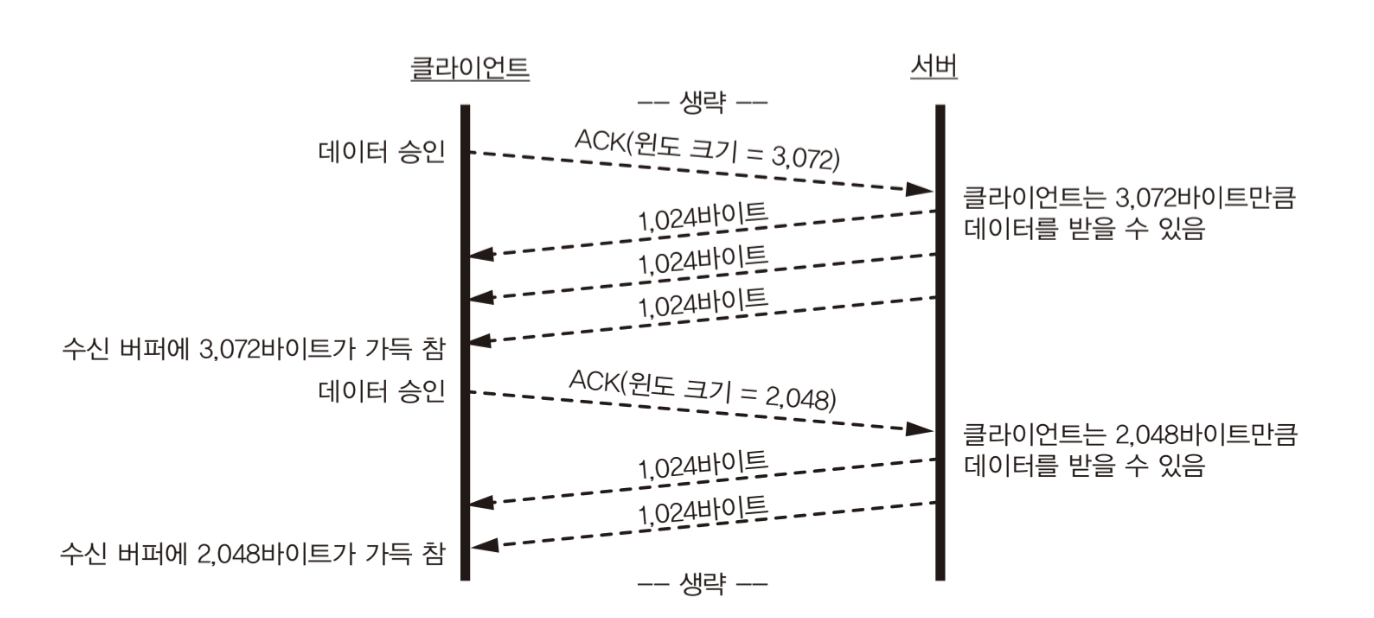 클라이언트
서버
-- 생략 --
데이터 승인
ACK(윈도 크기 = 3,072)
클라이언트는 3,072바이트만큼
데이터를 받을 수 있음
1,024바이트
1,024바이트
1,024바이트
수신 버퍼에 3,072바이트가 가득 참
데이터 승인
ACK(윈도 크기 = 2,048)
클라이언트는 2,048바이트만큼
데이터를 받을 수 있음
1,024바이트
1,024바이트
수신 버퍼에 2,048바이트가 가득 참
-- 생략 --